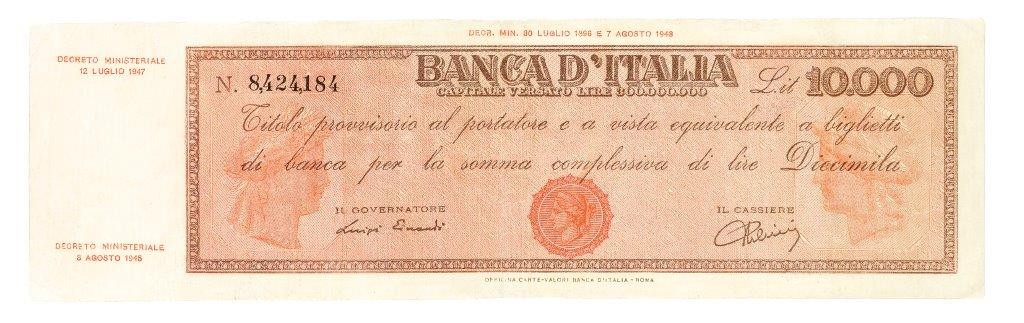 DECR. MIN. 30 LUGLIO 1896 E 7 AGOSTO 1943
DECRETO MINISTERIALE
12 LUGLIO 1947
N. 8,424,184
BANCA D'ITALIA
CAPITALE VERSATO LIRE 300.000.000
Lit 10.000
Titolo provvisorio al portatore e a vista equivalente a biglietti
di banca per la somma complessiva di lire Diecimila
IL GOVERNATORE
Luigi Einaudi
IL CASSIERE
DECRETO MINISTERIALE
8 AGOSTO 1945
OFFICINA CARTE-VALORI BANCA D'ITALIA - ROMA